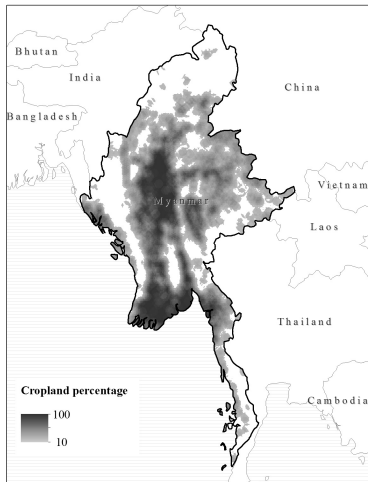 Bhutan
India
China
Bangladesh
Myanmar
Vietnam
Laos
Thailand
Cropland percentage
Cambodia
100
10